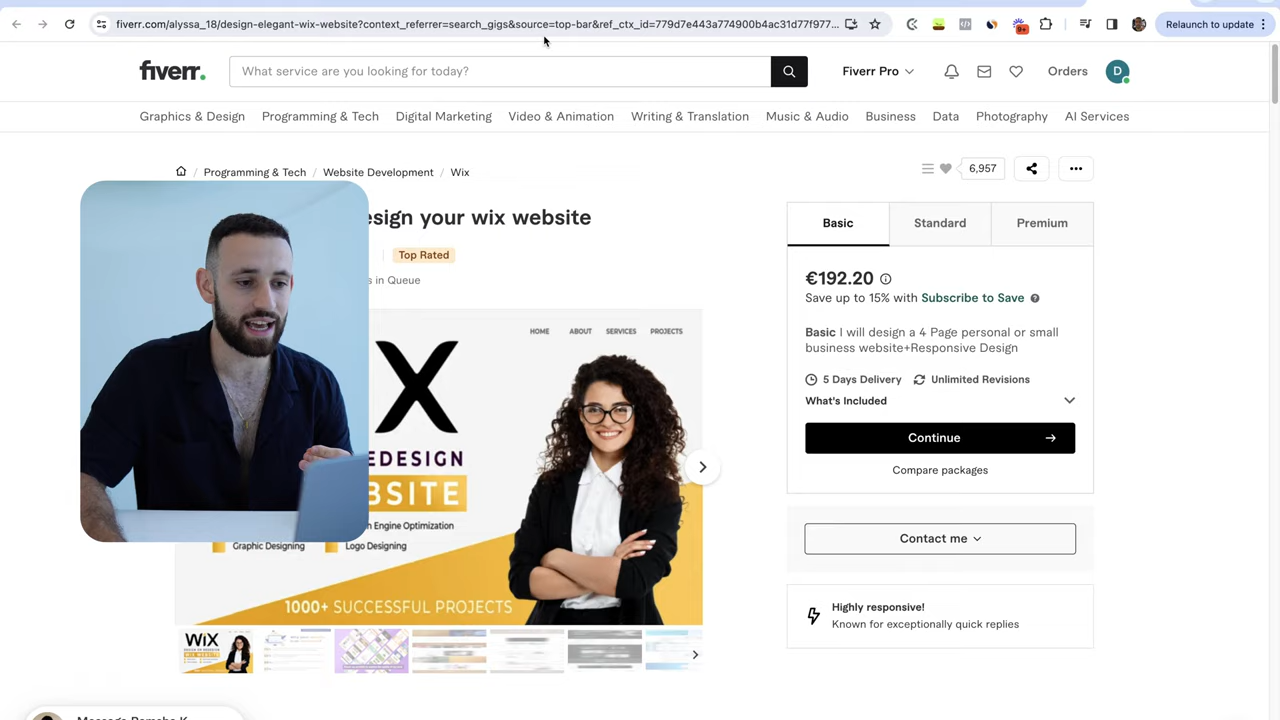 fiverr.com/alyssa_18/design-elegant-wix-website?context_referrer=search_gigs&source=top-bar&ref_ctx_id=779d7e443a774900b4ac31d77f977...
9+
Relaunch to update
fiverr.
What service are you looking for today?
Fiverr Pro
Orders
D
Graphics & Design
Programming & Tech
Digital Marketing
Video & Animation
Writing & Translation
Music & Audio
Business
Data
Photography
AI Services
/ Programming & Tech / Website Development / Wix
6,957
esign your wix website
Top Rated
s in Queue
HOME ABOUT SERVICES PROJECTS
X
EDESIGN
BSITE
n Engine Optimization
Graphic Designing
Logo Designing
1000+ SUCCESSFUL PROJECTS
WiX
Basic
Standard
Premium
€192.20
Save up to 15% with Subscribe to Save
Basic I will design a 4 Page personal or small
business website+Responsive Design
5 Days Delivery
Unlimited Revisions
What's Included
Continue
Compare packages
Contact me
Highly responsive!
Known for exceptionally quick replies